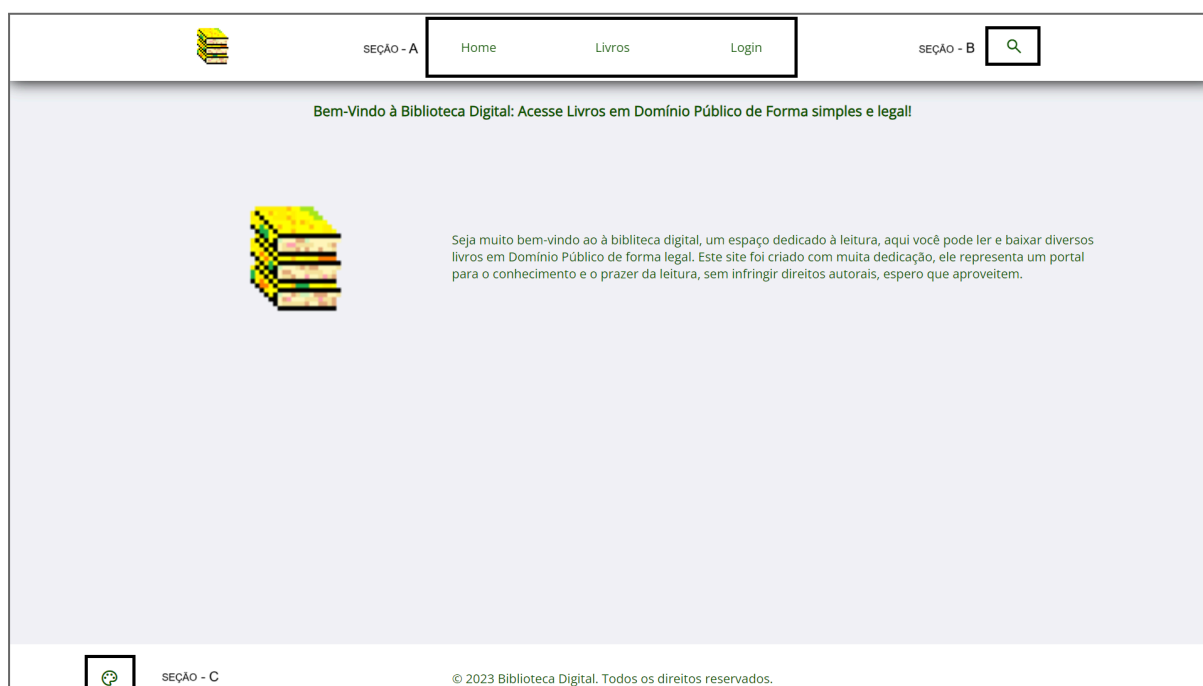 SEÇÃO - A
Home
Livros
Login
SEÇÃO - B
Bem-Vindo à Biblioteca Digital: Acesse Livros em Domínio Público de Forma simples e legal!
Seja muito bem-vindo ao à bibliteca digital, um espaço dedicado à leitura, aqui você pode ler e baixar diversos
livros em Domínio Público de forma legal. Este site foi criado com muita dedicação, ele representa um portal
para o conhecimento e o prazer da leitura, sem infringir direitos autorais, espero que aproveitem.
SEÇÃO - C
© 2023 Biblioteca Digital. Todos os direitos reservados.